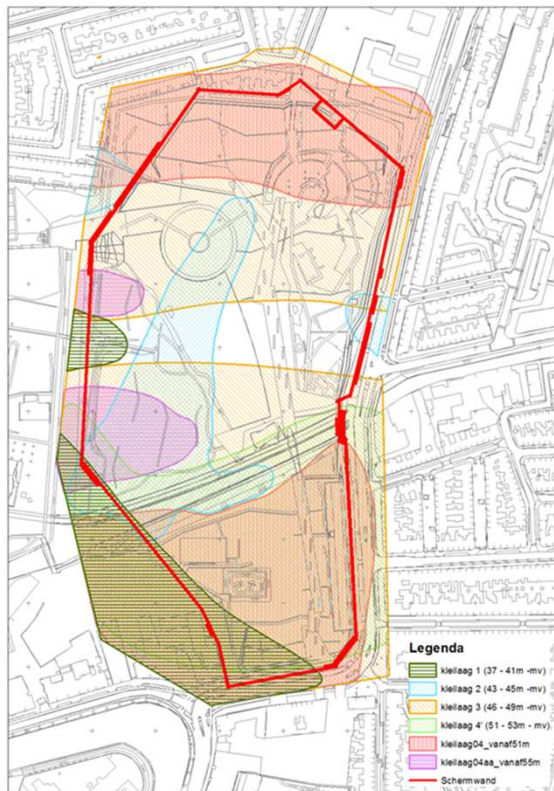 Legenda
kleilaag 1 (37 - 41m -mv)
kleilaag 2 (43 - 45m -mv)
kleilaag 3 (46 - 49m -mv)
kleilaag 4' (51 - 53m - mv)
kleilaag04_vanaf51m
kleilaag04aa_vanaf55m
Schermwand